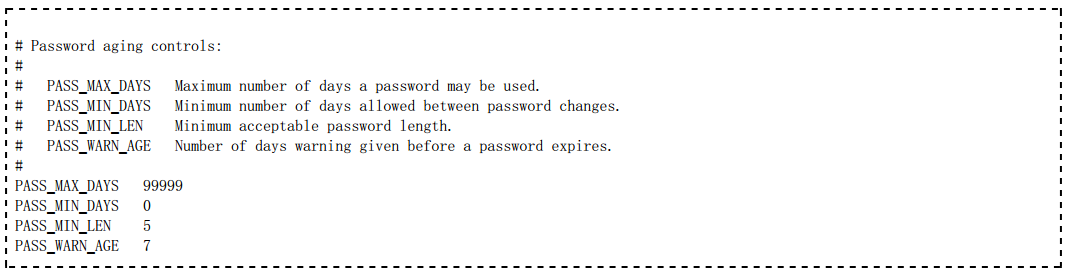 # Password aging controls:
#
#   PASS_MAX_DAYS   Maximum number of days a password may be used.
#   PASS_MIN_DAYS   Minimum number of days allowed between password changes.
#   PASS_MIN_LEN    Minimum acceptable password length.
#   PASS_WARN_AGE   Number of days warning given before a password expires.
#
PASS_MAX_DAYS   99999
PASS_MIN_DAYS   0
PASS_MIN_LEN    5
PASS_WARN_AGE   7